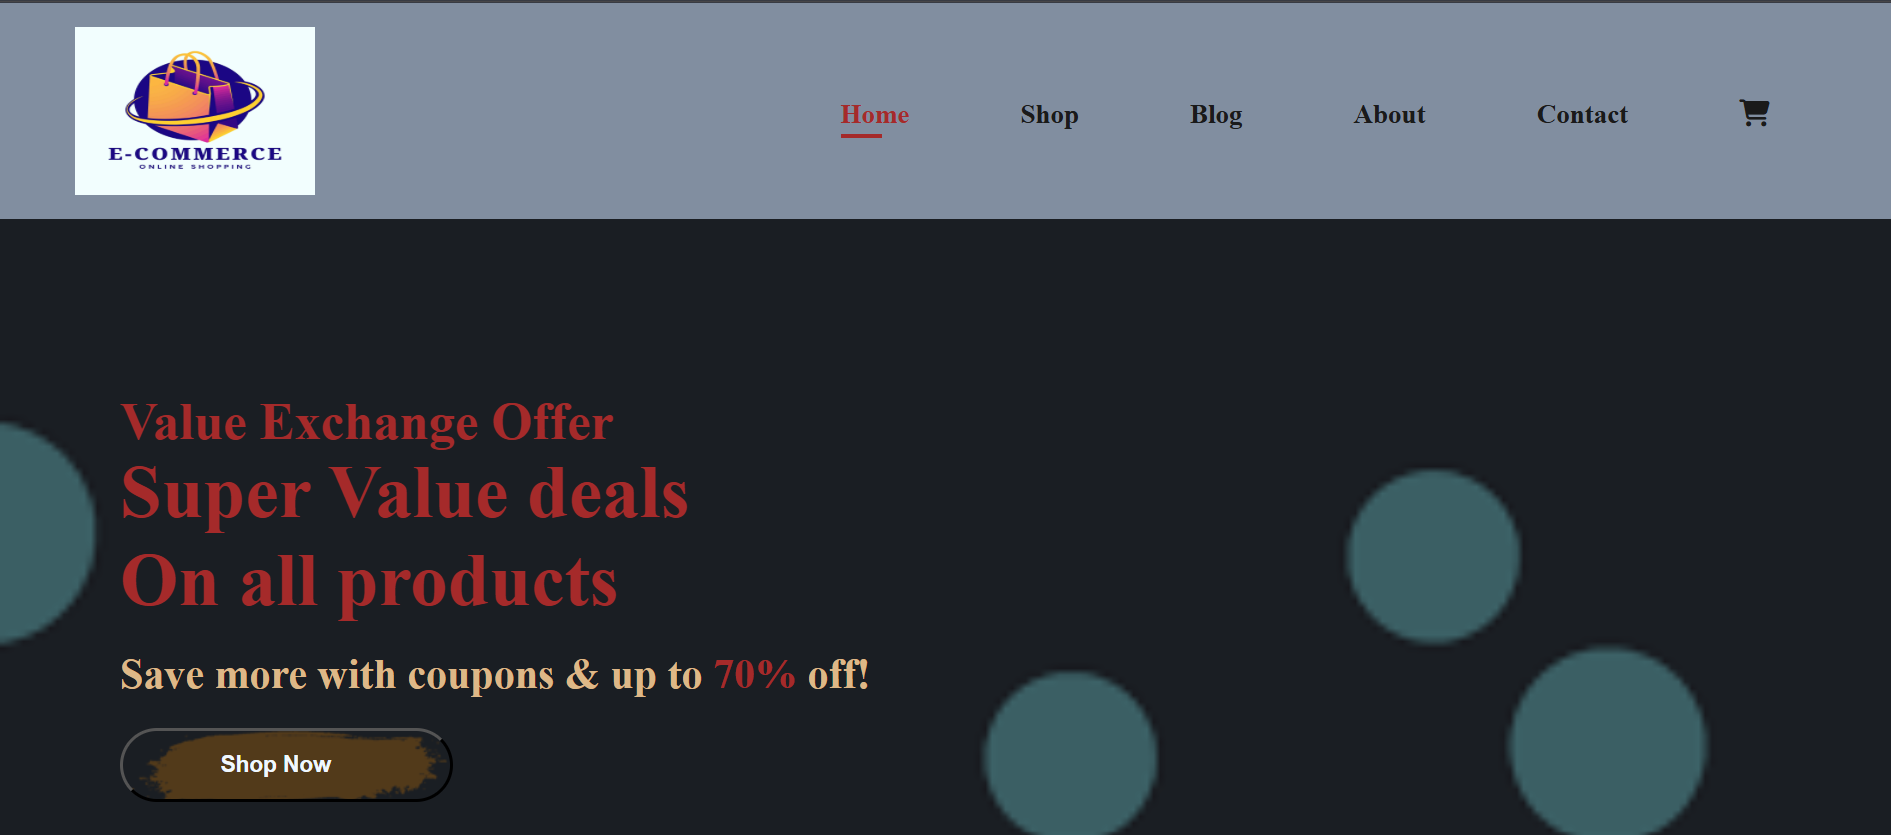 E-COMMERCE
ONLINE SHOPPING
Home Shop Blog About Contact
Value Exchange Offer
Super Value deals
On all products
Save more with coupons & up to 70% off!
Shop Now